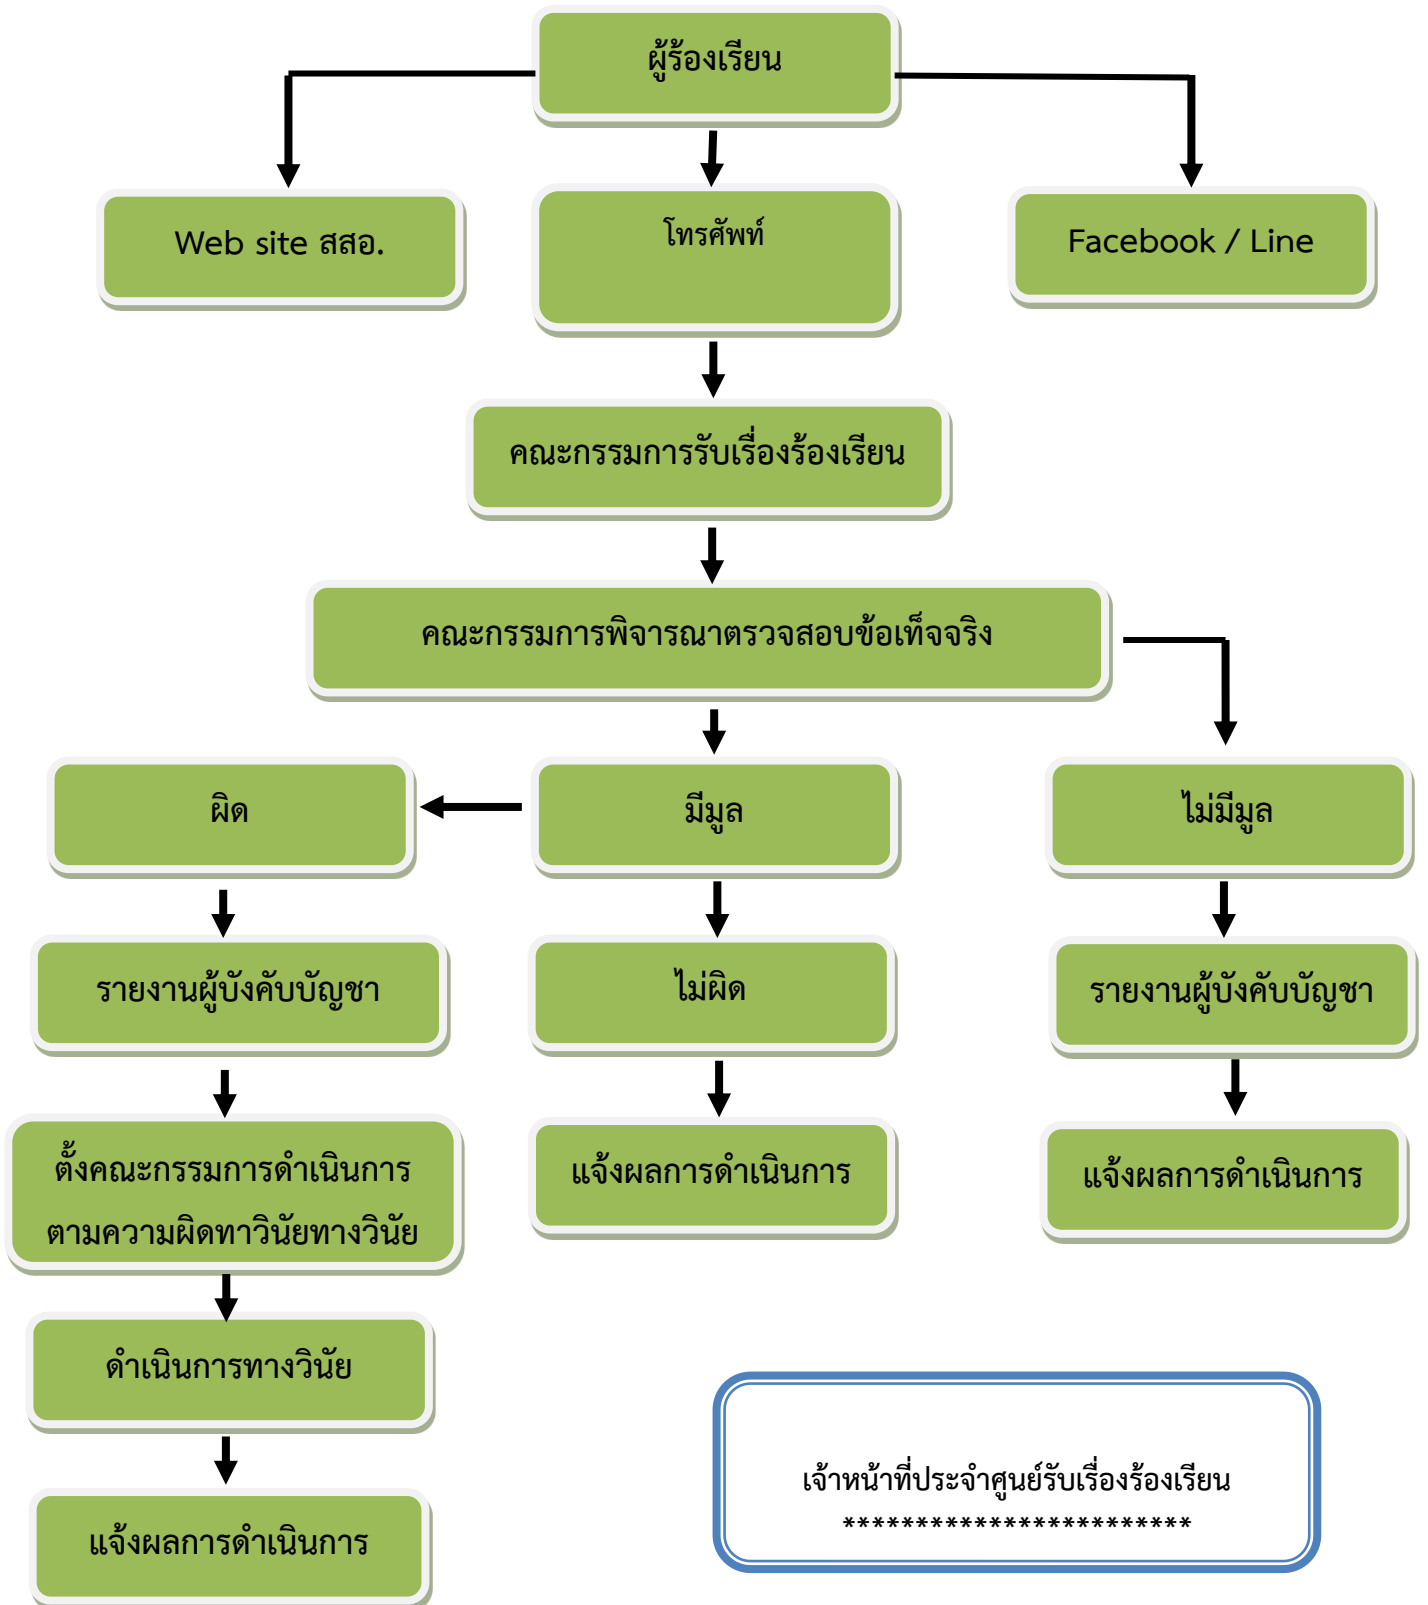 ผู้ร้องเรียน
Web site สสอ.
โทรศัพท์
Facebook / Line
คณะกรรมการรับเรื่องร้องเรียน
คณะกรรมการพิจารณาตรวจสอบข้อเท็จจริง
ผิด
มีมูล
ไม่มีมูล
รายงานผู้บังคับบัญชา
ไม่ผิด
รายงานผู้บังคับบัญชา
ตั้งคณะกรรมการดำเนินการ
ตามความผิดทาวินัยทางวินัย
แจ้งผลการดำเนินการ
แจ้งผลการดำเนินการ
ดำเนินการทางวินัย
เจ้าหน้าที่ประจำศูนย์รับเรื่องร้องเรียน
************************
แจ้งผลการดำเนินการ